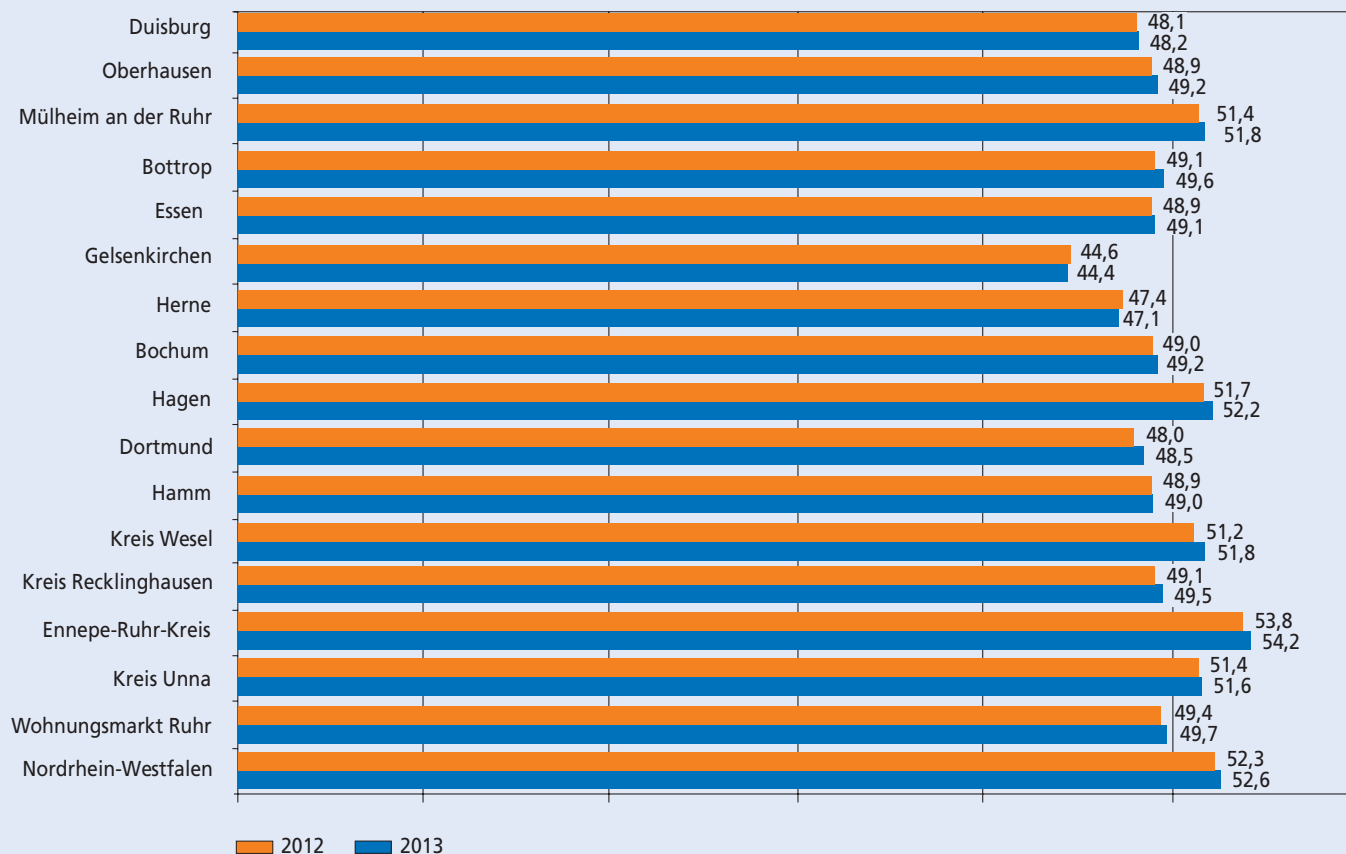 Duisburg 48,1
48,2
Oberhausen 48,9
49,2
Mülheim an der Ruhr 51,4
51,8
Bottrop 49,1
49,6
Essen 48,9
49,1
Gelsenkirchen 44,6
44,4
Herne 47,4
47,1
Bochum 49,0
49,2
Hagen 51,7
52,2
Dortmund 48,0
48,5
Hamm 48,9
49,0
Kreis Wesel 51,2
51,8
Kreis Recklinghausen 49,1
49,5
Ennepe-Ruhr-Kreis 53,8
54,2
Kreis Unna 51,4
51,6
Wohnungsmarkt Ruhr 49,4
49,7
Nordrhein-Westfalen 52,3
52,6
2012 2013